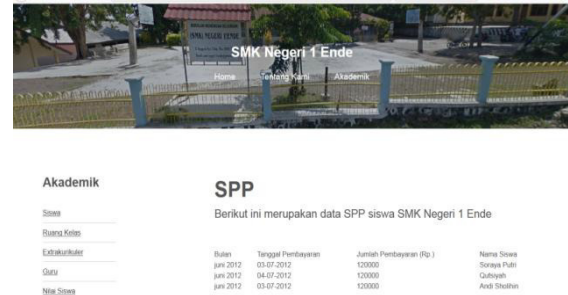 SMK Negeri 1 Ende
Home Tentang Kami Akademik
Akademik
Siswa
Ruang Kelas
Extrakurikuler
Guru
Nilai Siswa
SPP
Berikut ini merupakan data SPP siswa SMK Negeri 1 Ende
Bulan Tanggal Pembayaran Jumlah Pembayaran (Rp.) Nama Siswa
juni 2012 03-07-2012 120000 Soraya Putri
juni 2012 04-07-2012 120000 Qutsiyah
juni 2012 03-07-2012 120000 Andi Sholihin